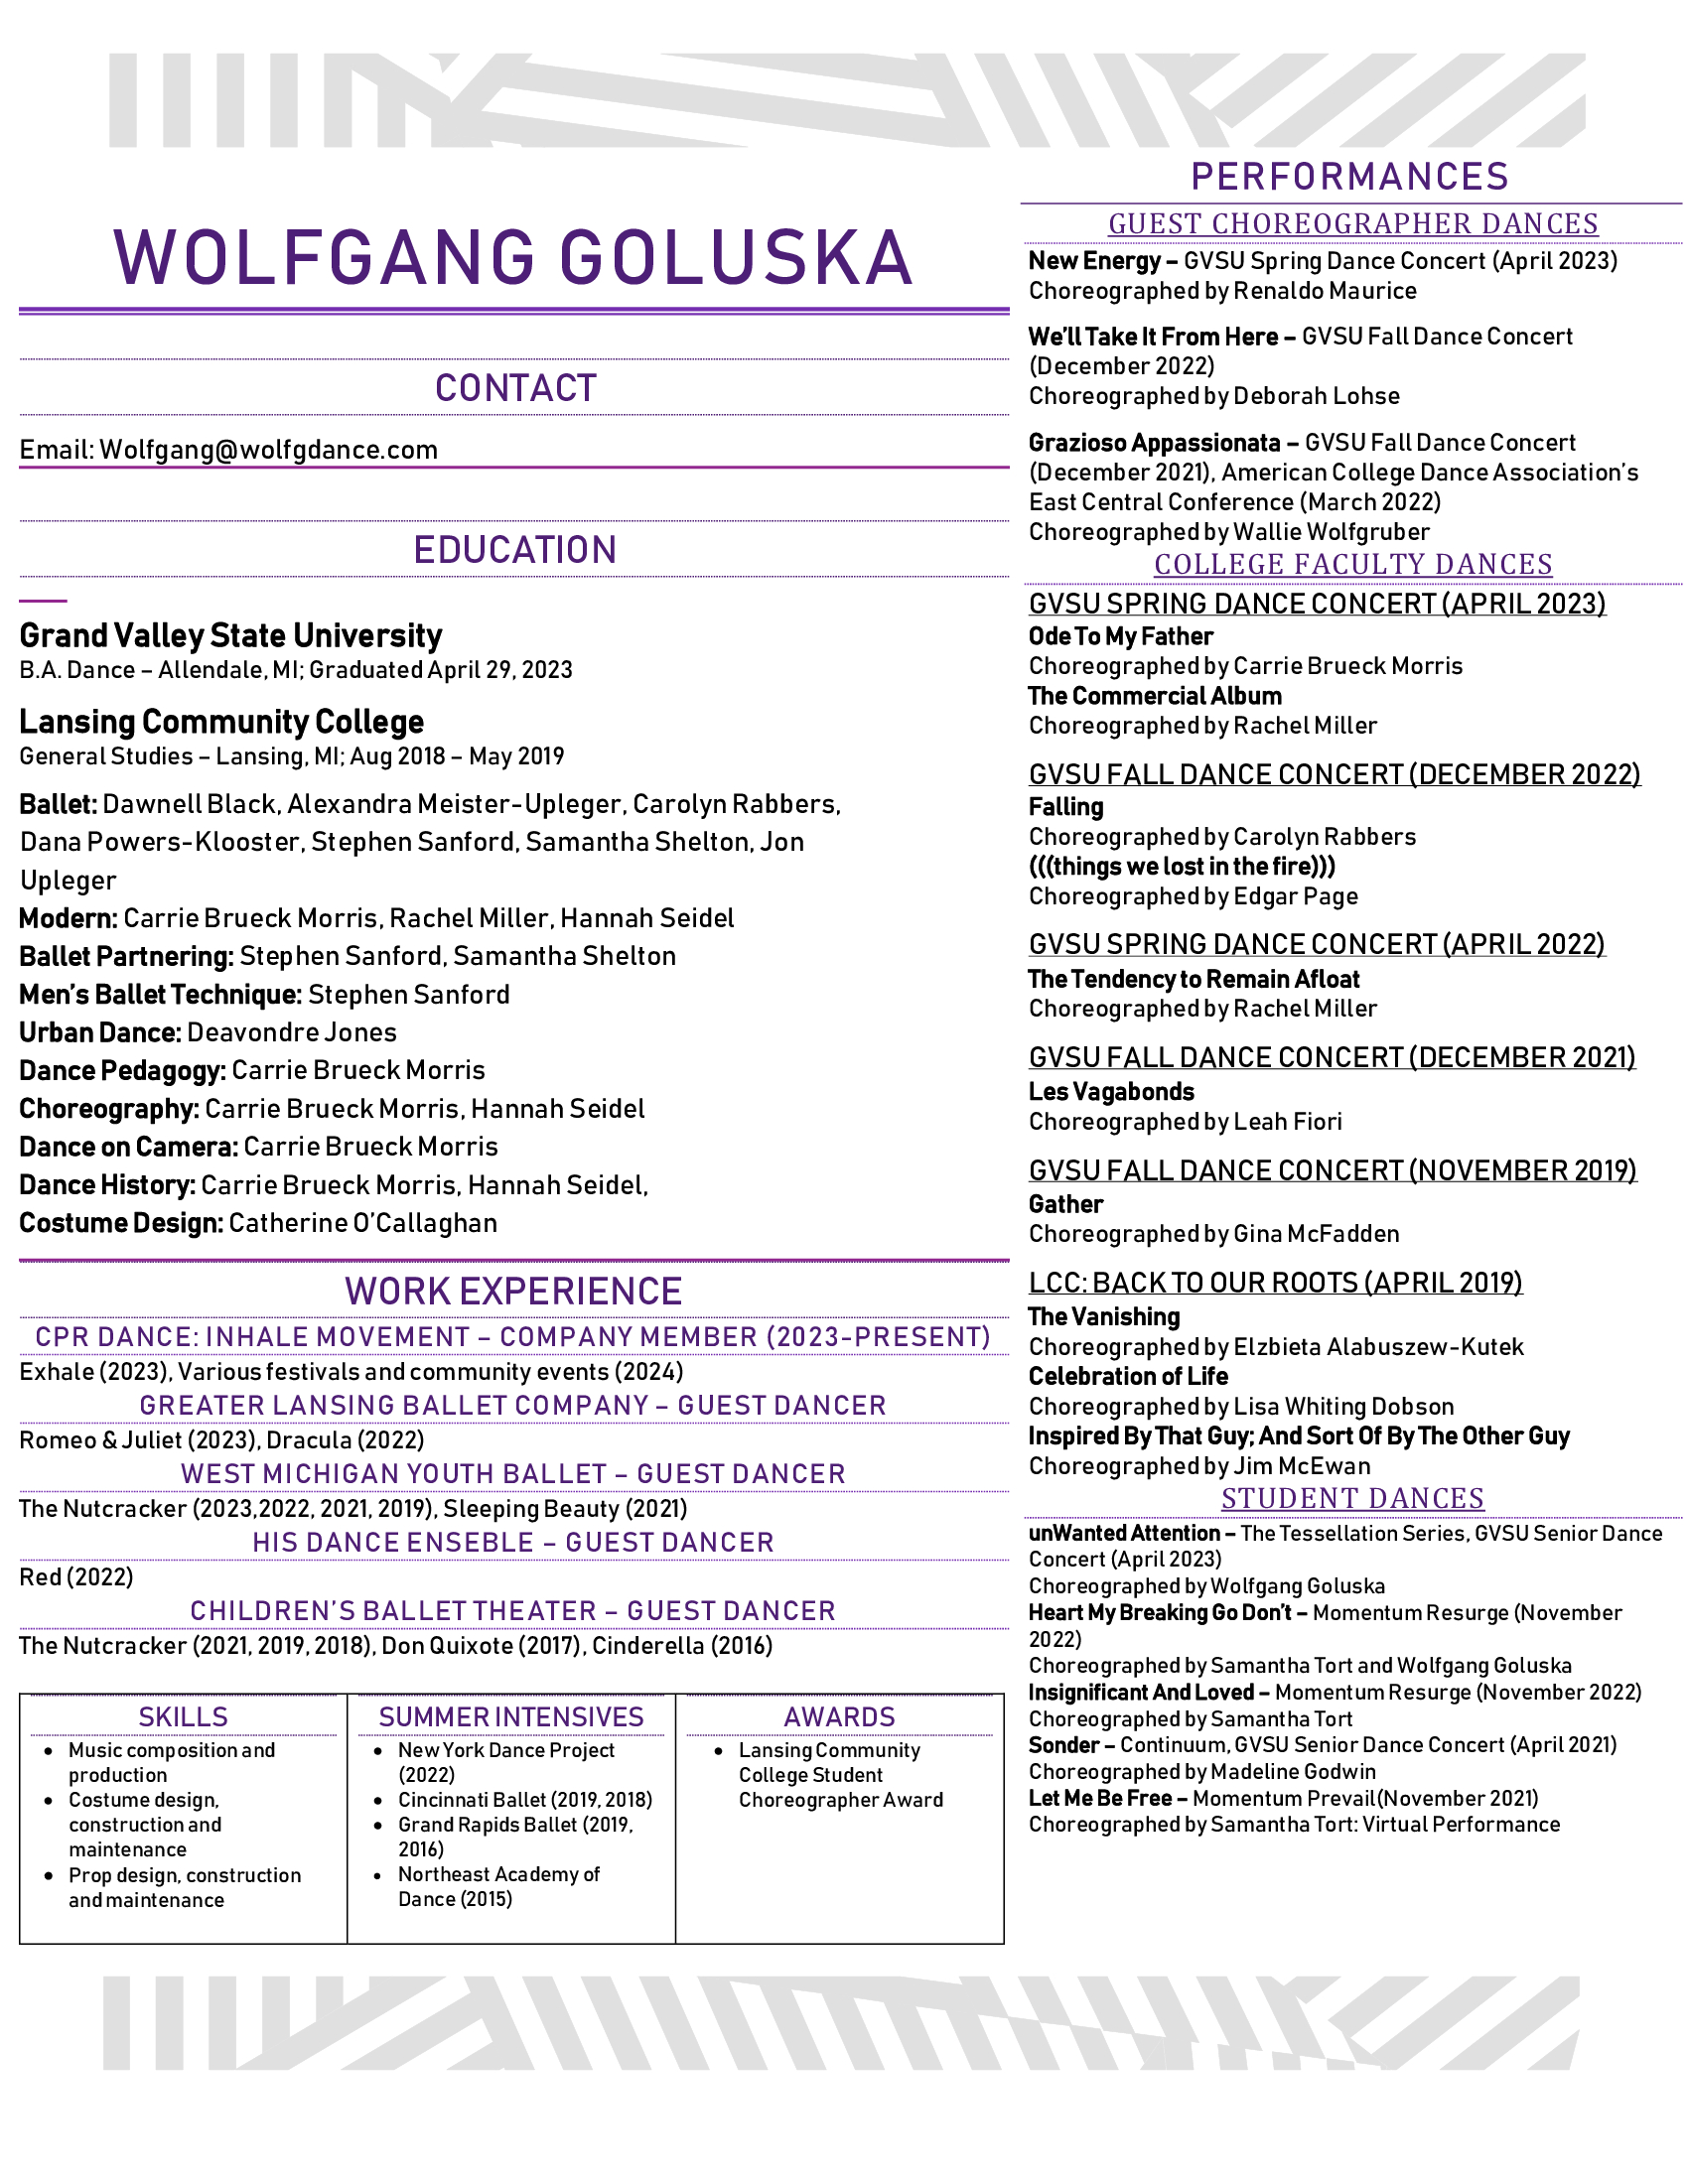 WOLFGANG GOLUSKA
CONTACT
Email: Wolfgang@wolfgdance.com
EDUCATION
Grand Valley State University
B.A. Dance – Allendale, MI; Graduated April 29, 2023
Lansing Community College
General Studies – Lansing, MI; Aug 2018 – May 2019
Ballet: Dawnell Black, Alexandra Meister-Upleger, Carolyn Rabbers,
Dana Powers-Klooster, Stephen Sanford, Samantha Shelton, Jon
Upleger
Modern: Carrie Brueck Morris, Rachel Miller, Hannah Seidel
Ballet Partnering: Stephen Sanford, Samantha Shelton
Men’s Ballet Technique: Stephen Sanford
Urban Dance: Deavondre Jones
Dance Pedagogy: Carrie Brueck Morris
Choreography: Carrie Brueck Morris, Hannah Seidel
Dance on Camera: Carrie Brueck Morris
Dance History: Carrie Brueck Morris, Hannah Seidel,
Costume Design: Catherine O’Callaghan
WORK EXPERIENCE
CPR DANCE: INHALE MOVEMENT – COMPANY MEMBER (2023-PRESENT)
Exhale (2023), Various festivals and community events (2024)
GREATER LANSING BALLET COMPANY – GUEST DANCER
Romeo & Juliet (2023), Dracula (2022)
WEST MICHIGAN YOUTH BALLET – GUEST DANCER
The Nutcracker (2023,2022, 2021, 2019), Sleeping Beauty (2021)
HIS DANCE ENSEBLE – GUEST DANCER
Red (2022)
CHILDREN’S BALLET THEATER – GUEST DANCER
The Nutcracker (2021, 2019, 2018), Don Quixote (2017), Cinderella (2016)
SKILLS
• Music composition and
production
• Costume design,
construction and
maintenance
• Prop design, construction
and maintenance
SUMMER INTENSIVES
• New York Dance Project
(2022)
• Cincinnati Ballet (2019, 2018)
• Grand Rapids Ballet (2019,
2016)
• Northeast Academy of
Dance (2015)
AWARDS
• Lansing Community
College Student
Choreographer Award
PERFORMANCES
GUEST CHOREOGRAPHER DANCES
New Energy – GVSU Spring Dance Concert (April 2023)
Choreographed by Renaldo Maurice
We’ll Take It From Here – GVSU Fall Dance Concert
(December 2022)
Choreographed by Deborah Lohse
Grazioso Appassionata – GVSU Fall Dance Concert
(December 2021), American College Dance Association’s
East Central Conference (March 2022)
Choreographed by Wallie Wolfgruber
COLLEGE FACULTY DANCES
GVSU SPRING DANCE CONCERT (APRIL 2023)
Ode To My Father
Choreographed by Carrie Brueck Morris
The Commercial Album
Choreographed by Rachel Miller
GVSU FALL DANCE CONCERT (DECEMBER 2022)
Falling
Choreographed by Carolyn Rabbers
(((things we lost in the fire)))
Choreographed by Edgar Page
GVSU SPRING DANCE CONCERT (APRIL 2022)
The Tendency to Remain Afloat
Choreographed by Rachel Miller
GVSU FALL DANCE CONCERT (DECEMBER 2021)
Les Vagabonds
Choreographed by Leah Fiori
GVSU FALL DANCE CONCERT (NOVEMBER 2019)
Gather
Choreographed by Gina McFadden
LCC: BACK TO OUR ROOTS (APRIL 2019)
The Vanishing
Choreographed by Elzbieta Alabuszew-Kutek
Celebration of Life
Choreographed by Lisa Whiting Dobson
Inspired By That Guy; And Sort Of By The Other Guy
Choreographed by Jim McEwan
STUDENT DANCES
unWanted Attention – The Tessellation Series, GVSU Senior Dance
Concert (April 2023)
Choreographed by Wolfgang Goluska
Heart My Breaking Go Don’t – Momentum Resurge (November
2022)
Choreographed by Samantha Tort and Wolfgang Goluska
Insignificant And Loved – Momentum Resurge (November 2022)
Choreographed by Samantha Tort
Sonder – Continuum, GVSU Senior Dance Concert (April 2021)
Choreographed by Madeline Godwin
Let Me Be Free – Momentum Prevail(November 2021)
Choreographed by Samantha Tort: Virtual Performance